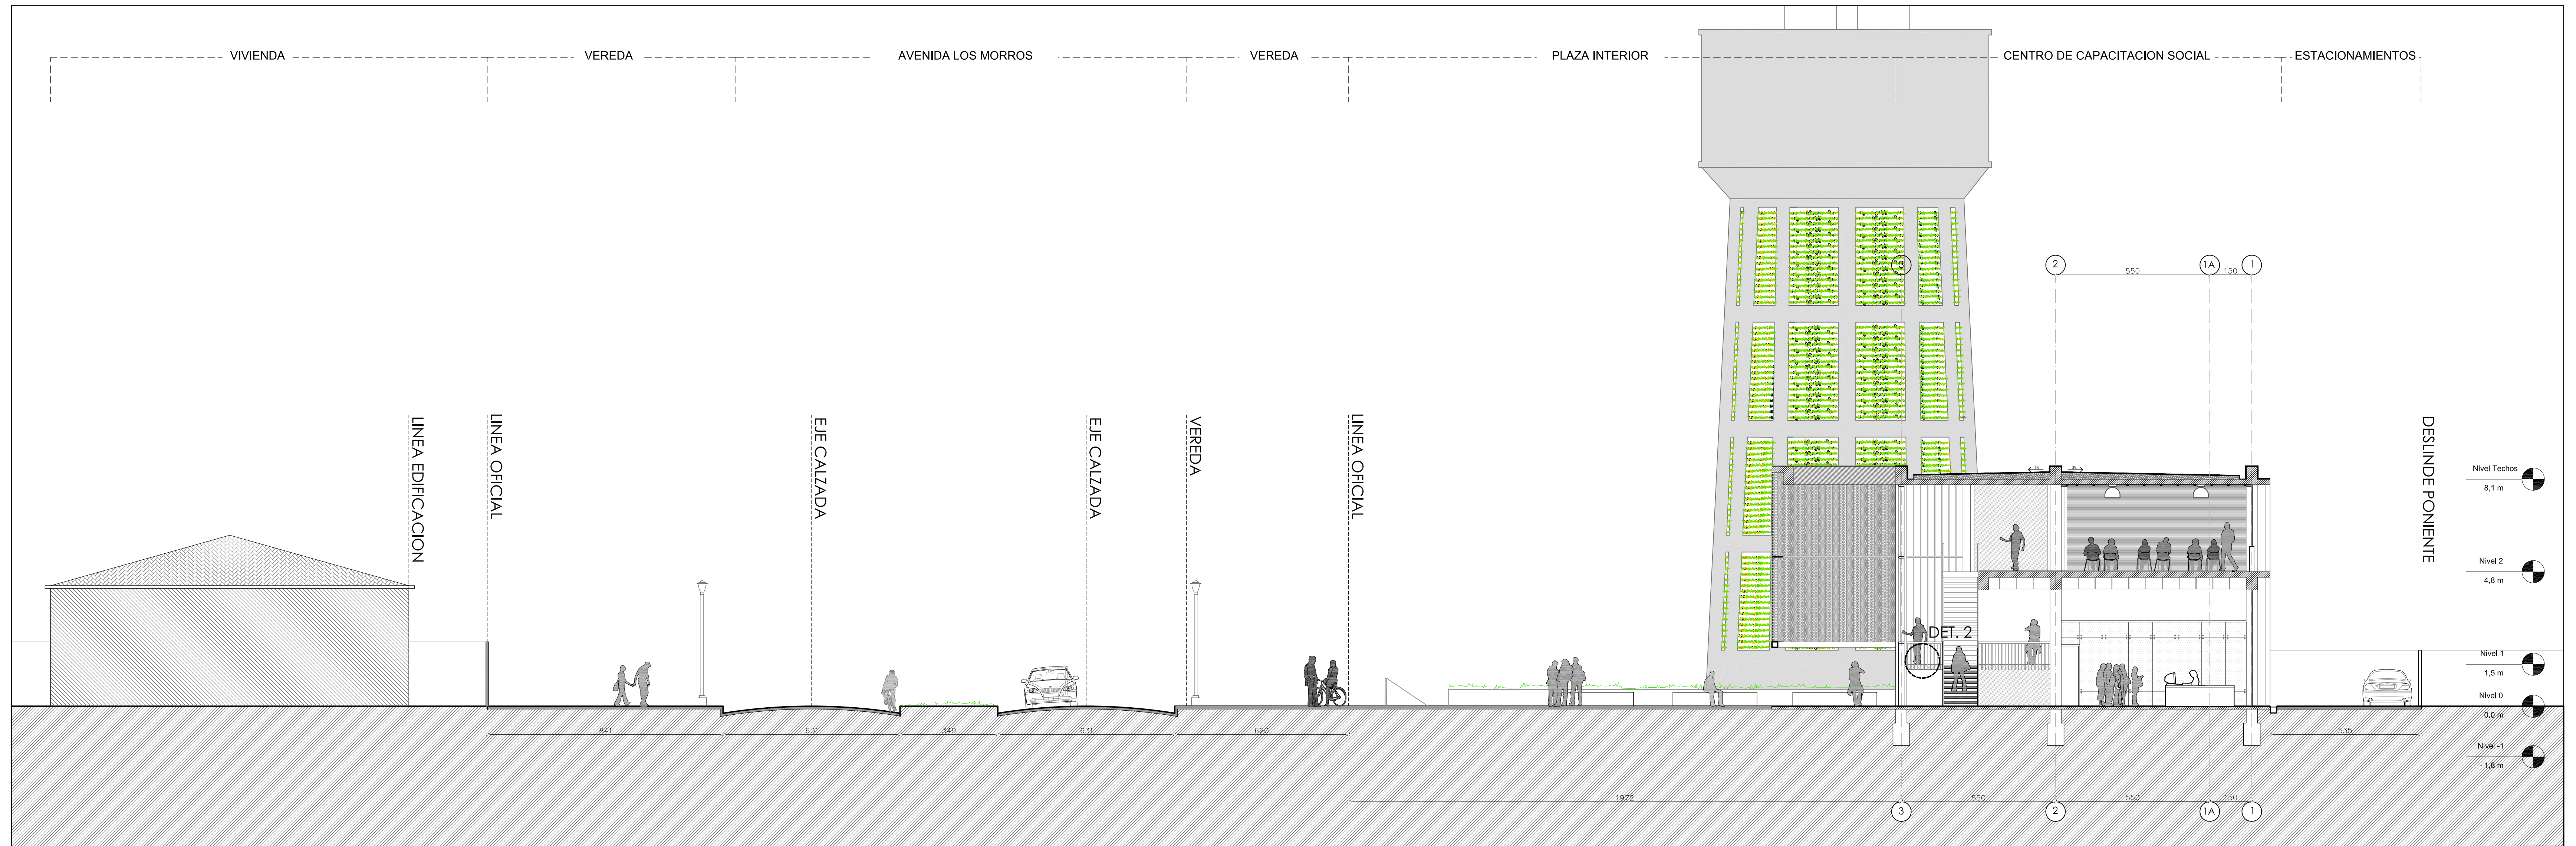 VIVIENDA
VEREDA
AVENIDA LOS MORROS
VEREDA
PLAZA INTERIOR
CENTRO DE CAPACITACION SOCIAL
ESTACIONAMIENTOS
3
2
550
1A
150
1
LINEA EDIFICACION
LINEA OFICIAL
EJE CALZADA
EJE CALZADA
VEREDA
LINEA OFICIAL
DESLINDE PONIENTE
Nivel Techos
8,1 m
Nivel 2
4,8 m
DET. 2
Nivel 1
1,5 m
Nivel 0
0,0 m
Nivel -1
- 1,8 m
841
631
349
631
620
535
1972
550
550
150
3
2
1A
1